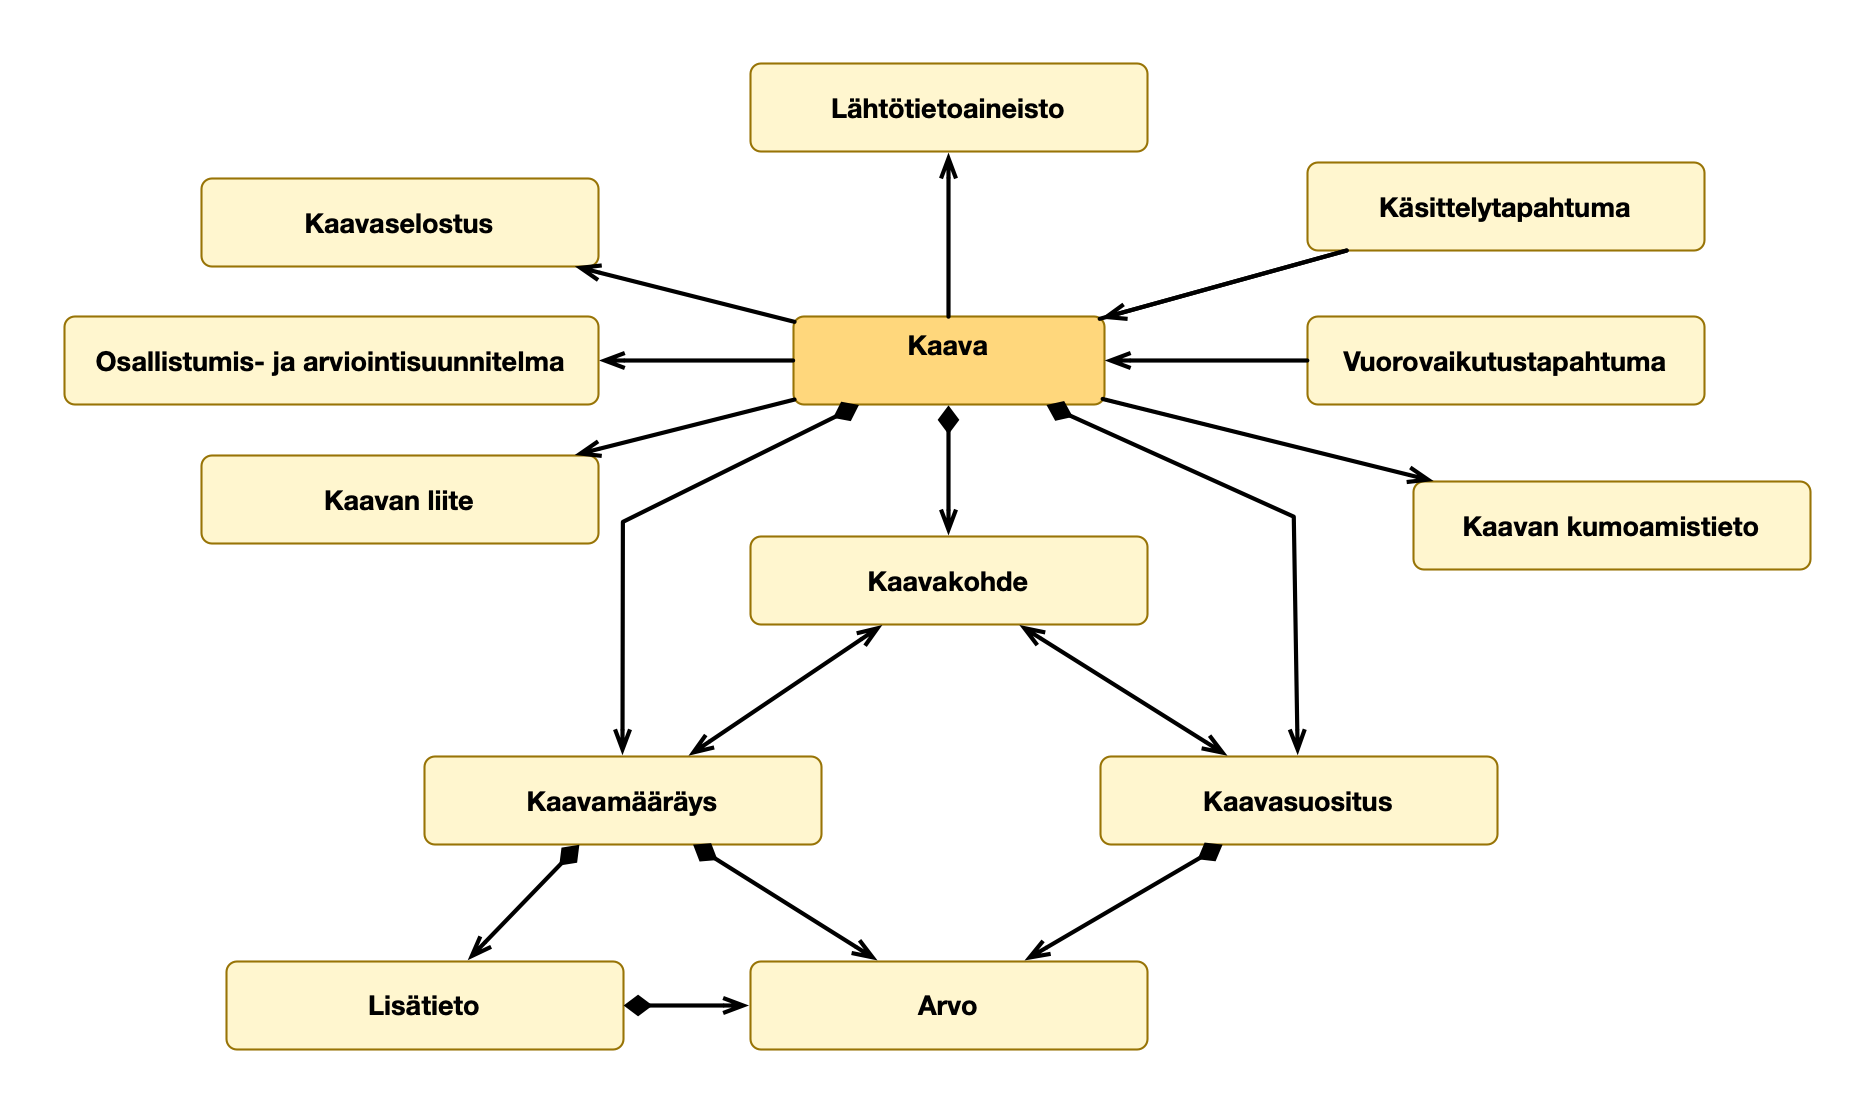 Lähtötietoaineisto
Käsittelytapahtuma
Kaavaselostus
Kaava
Osallistumis- ja arviointisuunnitelma
Vuorovaikutustapahtuma
Kaavan liite
Kaavan kumoamistieto
Kaavakohde
Kaavamääräys
Kaavasuositus
Lisätieto
Arvo